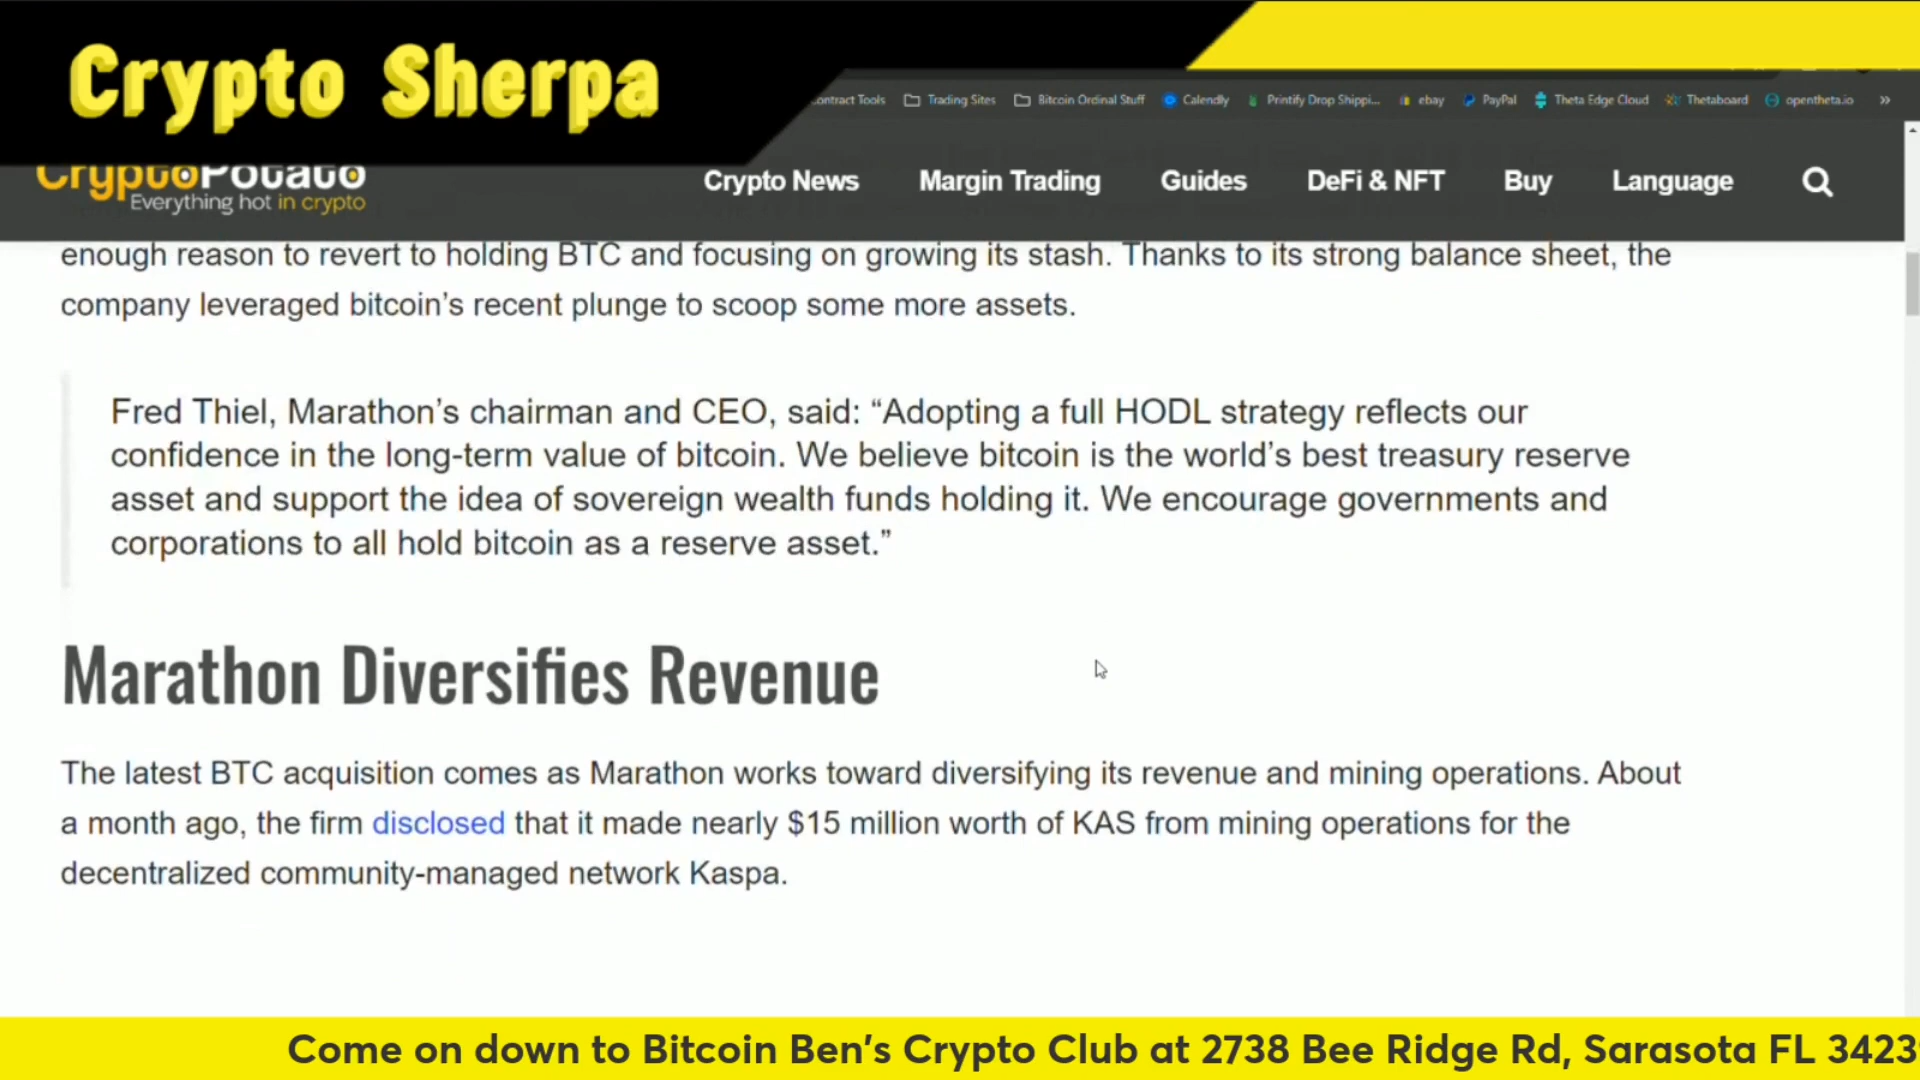 Crypto Sherpa
ontract Tools Trading Sites Bitcoin Ordinal Stuff Calendly Printify Drop Shippi... ebay PayPal Theta Edge Cloud Thetaboard opentheta.io »
CryptoPotato
Everything hot in crypto
Crypto News Margin Trading Guides DeFi & NFT Buy Language
enough reason to revert to holding BTC and focusing on growing its stash. Thanks to its strong balance sheet, the
company leveraged bitcoin’s recent plunge to scoop some more assets.
Fred Thiel, Marathon’s chairman and CEO, said: “Adopting a full HODL strategy reflects our
confidence in the long-term value of bitcoin. We believe bitcoin is the world’s best treasury reserve
asset and support the idea of sovereign wealth funds holding it. We encourage governments and
corporations to all hold bitcoin as a reserve asset.”
Marathon Diversifies Revenue
The latest BTC acquisition comes as Marathon works toward diversifying its revenue and mining operations. About
a month ago, the firm disclosed that it made nearly $15 million worth of KAS from mining operations for the
decentralized community-managed network Kaspa.
Come on down to Bitcoin Ben's Crypto Club at 2738 Bee Ridge Rd, Sarasota FL 3423